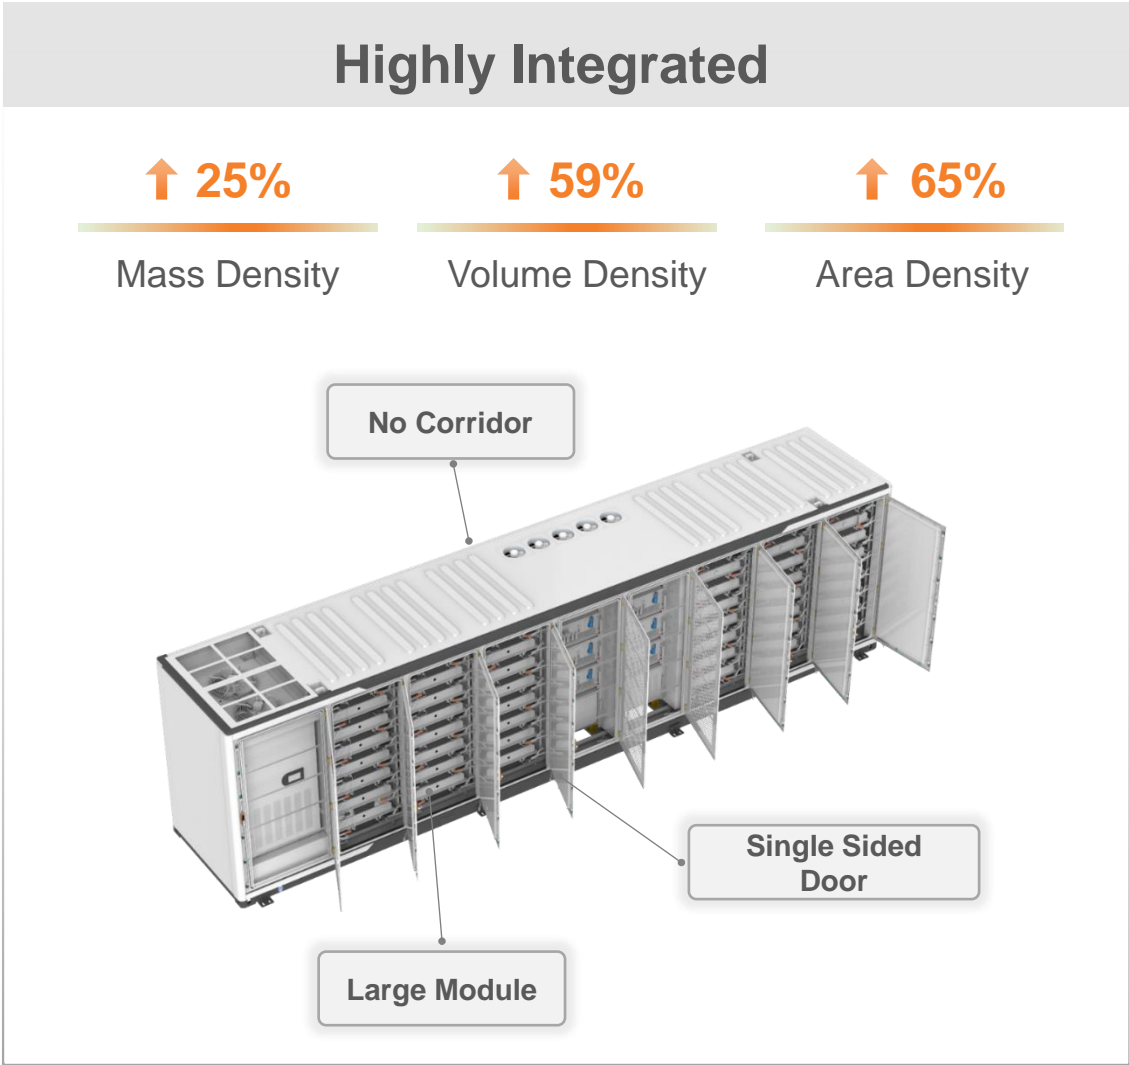 Highly Integrated
25%
59%
65%
Mass Density
Volume Density
Area Density
No Corridor
Single Sided
Door
Large Module